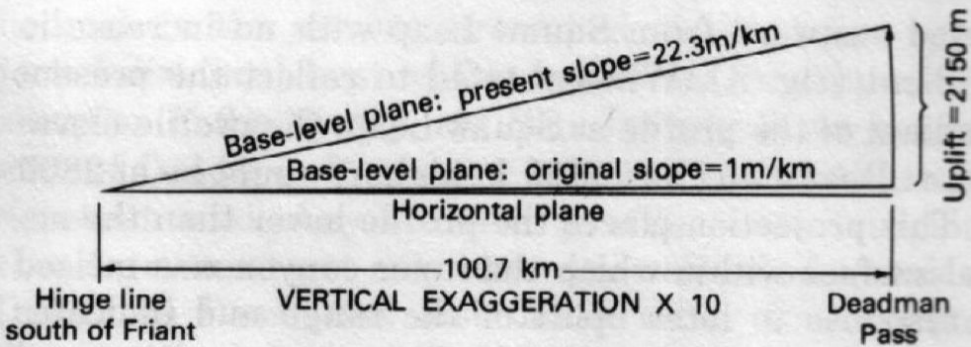 Base-level plane: present slope=22.3m/km
Uplift =2150 m
Base-level plane: original slope~1m/km
Horizontal plane
100.7 km
Hinge line
south of Friant
VERTICAL EXAGGERATION X 10
Deadman
Pass